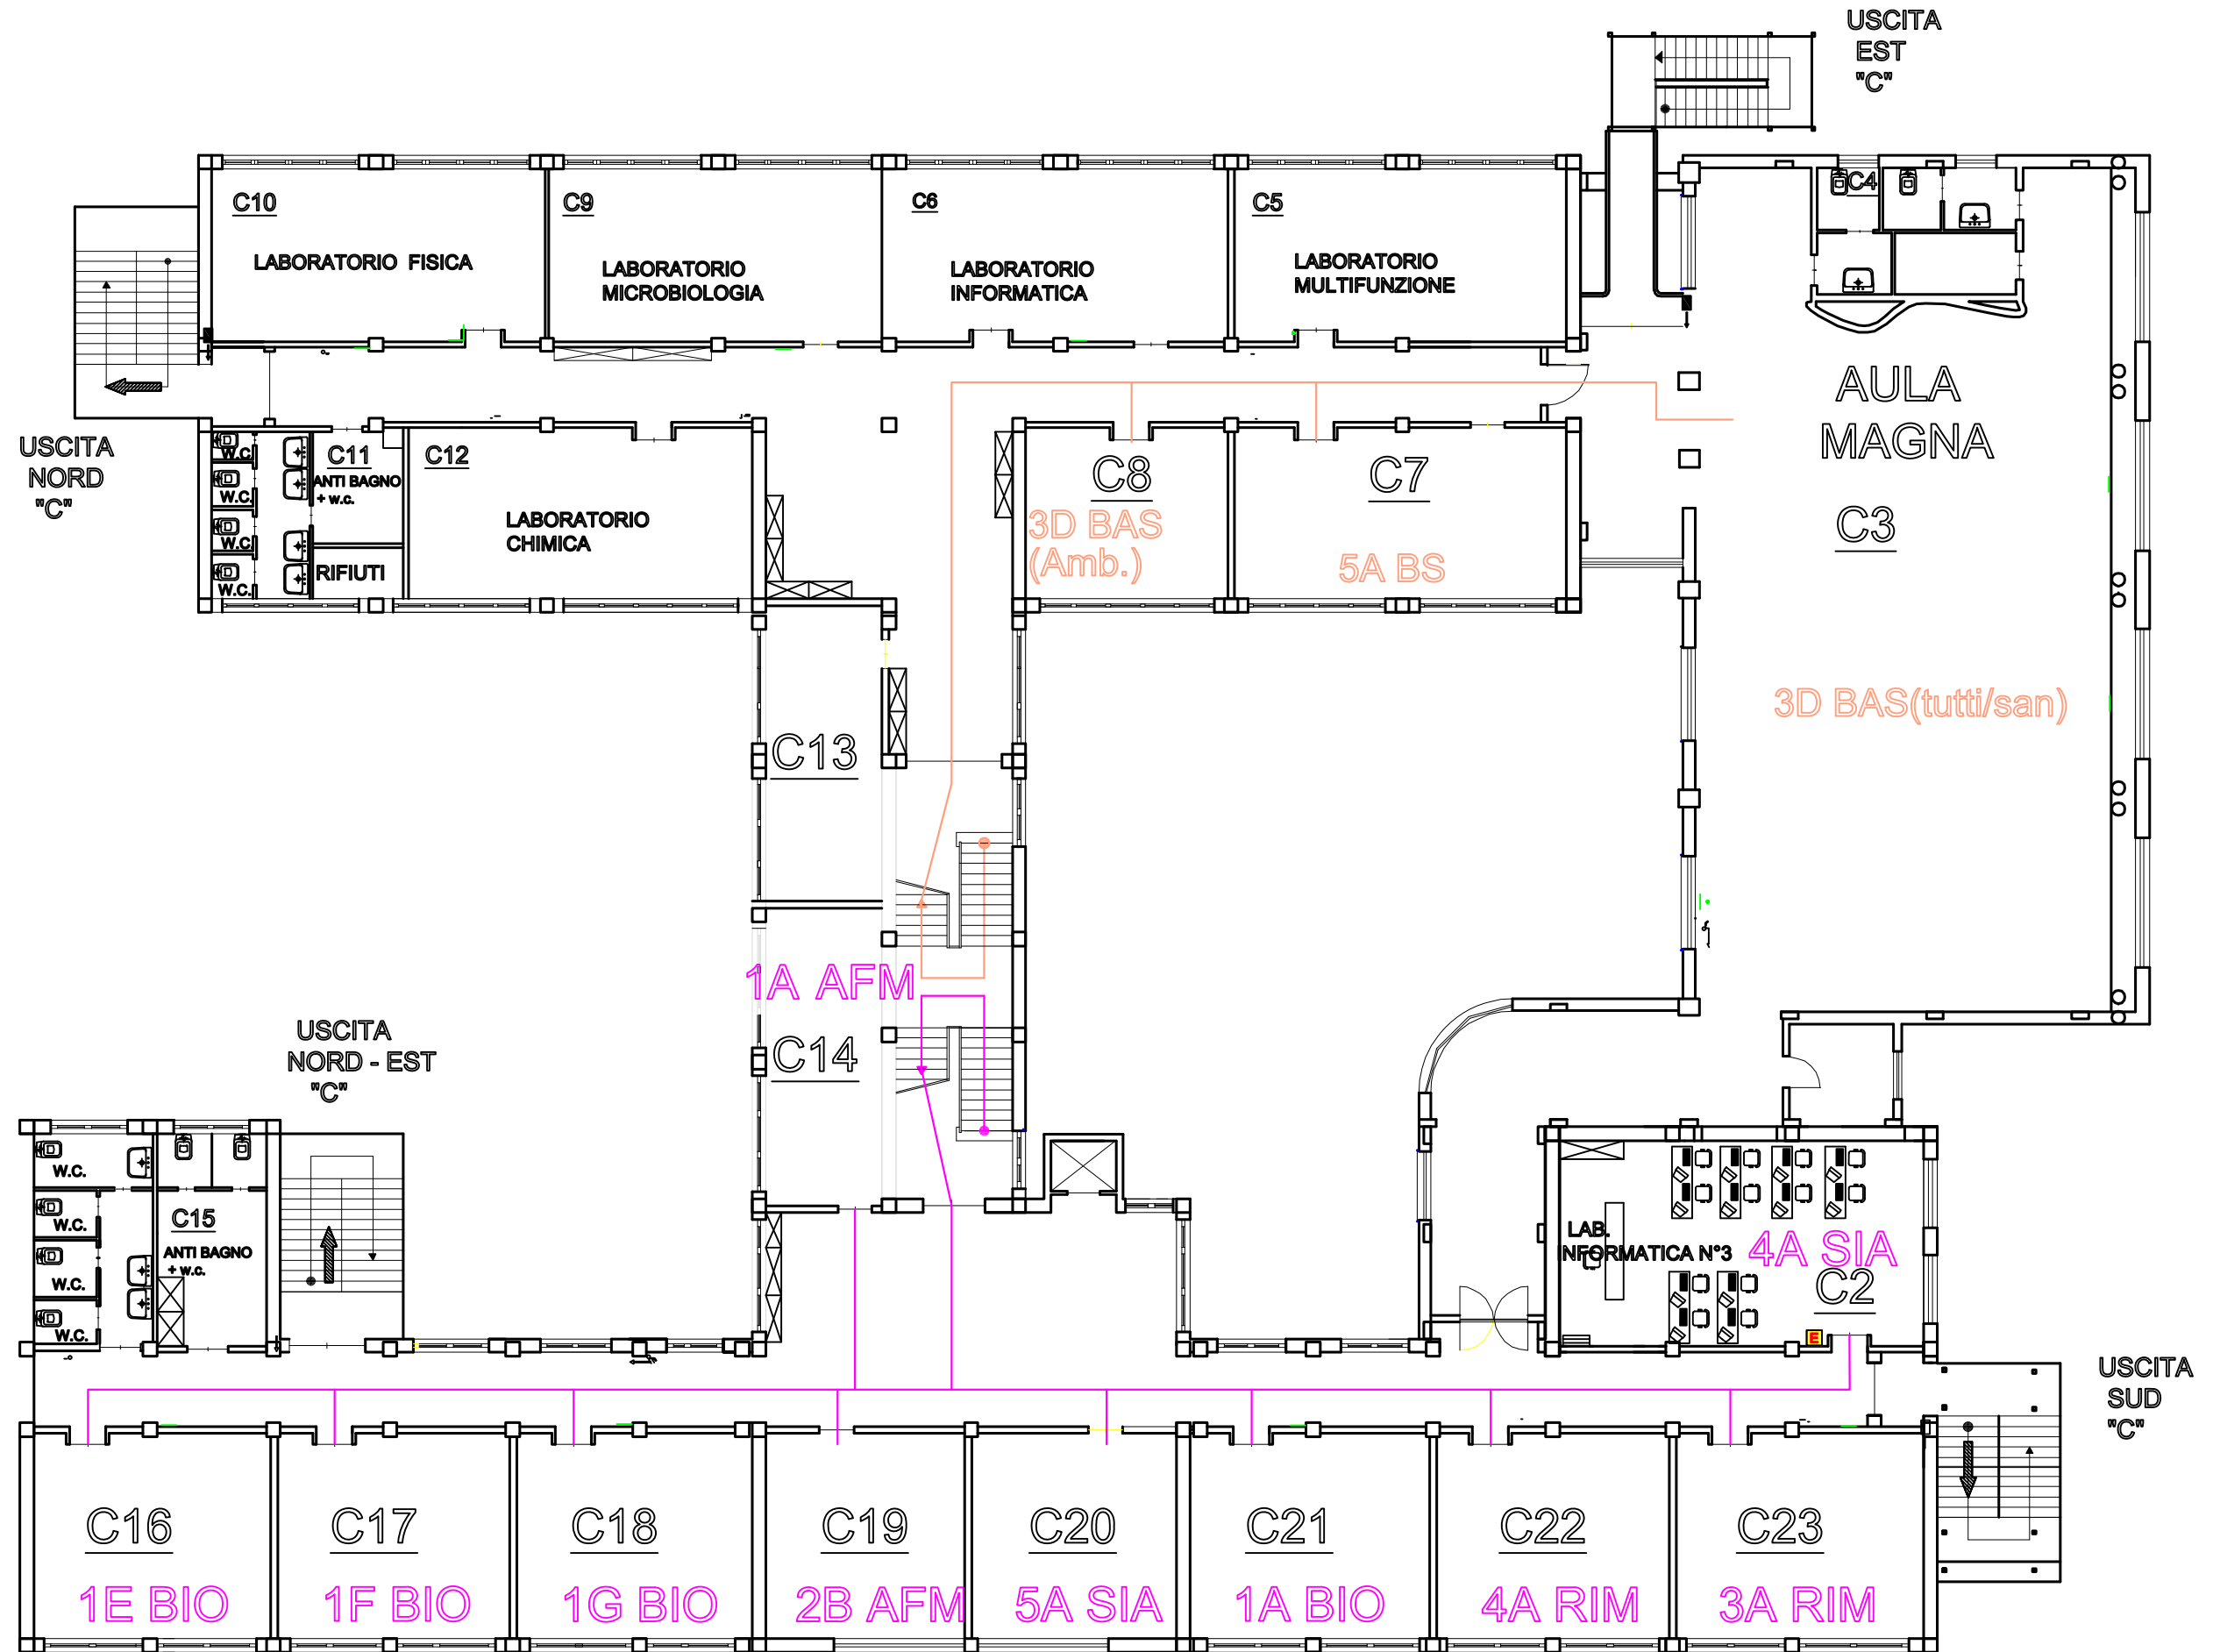 USCITA
EST
"C"
C10
LABORATORIO FISICA
C9
LABORATORIO
MICROBIOLOGIA
C6
LABORATORIO
INFORMATICA
C5
LABORATORIO
MULTIFUNZIONE
C4
AULA
MAGNA
C3
3D BAS(tutti/san)
USCITA
NORD
"C"
W.C.
W.C.
W.C.
W.C.
C11
ANTI BAGNO
+ w.c.
RIFIUTI
C12
LABORATORIO
CHIMICA
C8
3D BAS
(Amb.)
C7
5A BS
C13
1A AFM
C14
USCITA
NORD - EST
"C"
W.C.
W.C.
W.C.
W.C.
C15
ANTI BAGNO
+ w.c.
LAB.
INFORMATICA N°3
4A SIA
C2
E
USCITA
SUD
"C"
C16
1E BIO
C17
1F BIO
C18
1G BIO
C19
2B AFM
C20
5A SIA
C21
1A BIO
C22
4A RIM
C23
3A RIM